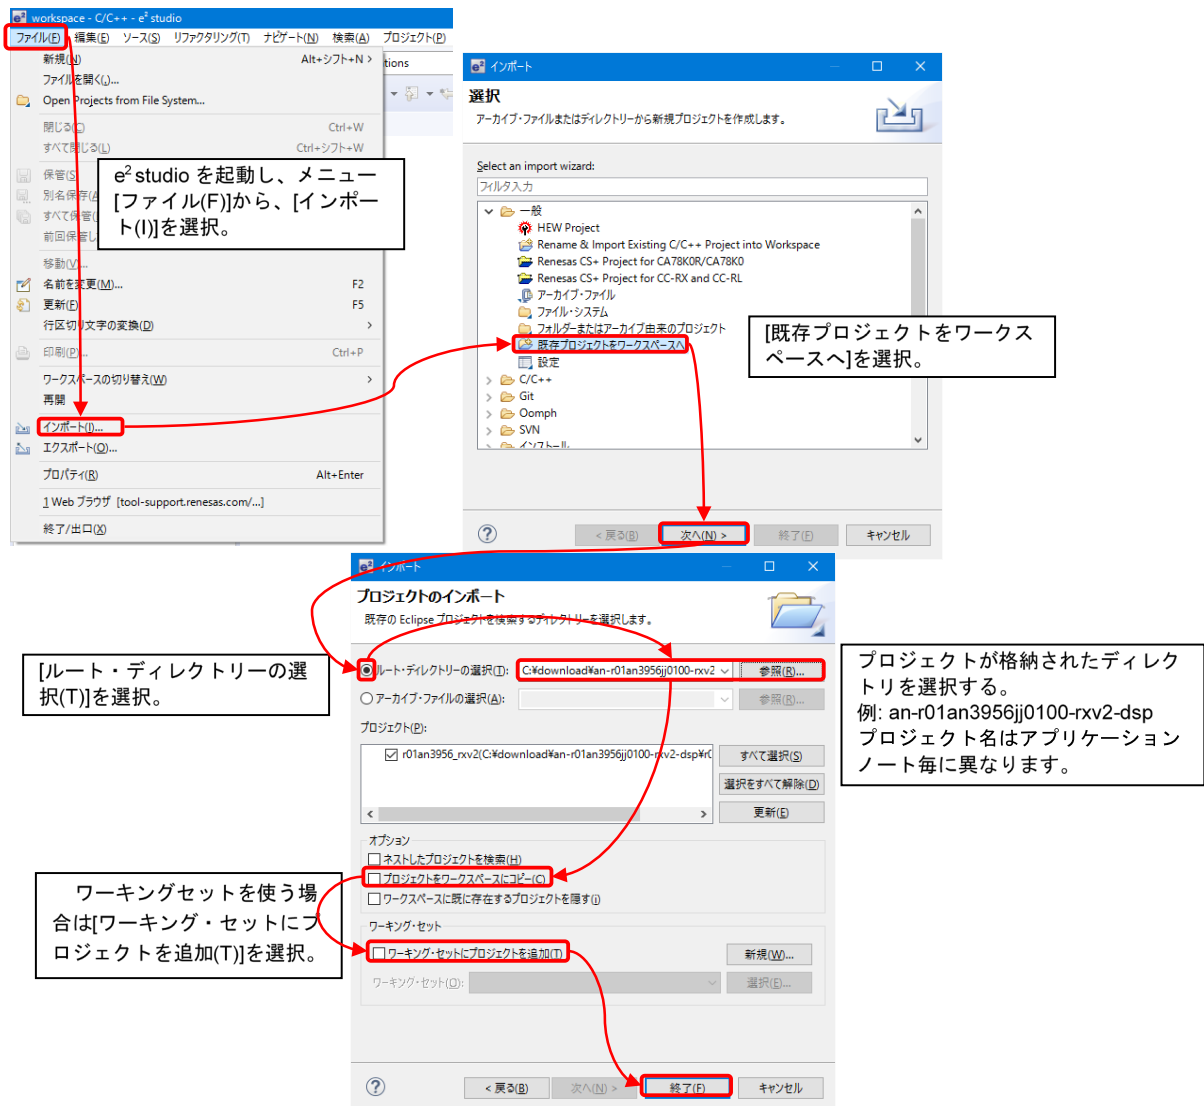 workspace - C/C++ - e² studio
ファイル(F) 編集(E) ソース(S) リファクタリング(T) ナビゲート(N) 検索(A) プロジェクト(P)
新規(N) Alt+シフト+N >
ファイルを開く(.)...
Open Projects from File System...
閉じる(C) Ctrl+W
すべて閉じる(L) Ctrl+シフト+W
保管(S)
別名保存(A
すべて保管(
前回保管し
移動(V)...
名前を変更(M)... F2
更新(F) F5
行区切り文字の変換(D) >
印刷(P)... Ctrl+P
ワークスペースの切り替え(W) >
再開
インポート(I)...
エクスポート(O)...
プロパティ(R) Alt+Enter
1 Web ブラウザ [tool-support.renesas.com/...]
終了/出口(X)
tions
e² studio を起動し、メニュー
[ファイル(F)]から、[インポー
ト(I)]を選択。
インポート
選択
アーカイブ・ファイルまたはディレクトリーから新規プロジェクトを作成します。
Select an import wizard:
フィルタ入力
一般
HEW Project
Rename & Import Existing C/C++ Project into Workspace
Renesas CS+ Project for CA78K0R/CA78K0
Renesas CS+ Project for CC-RX and CC-RL
アーカイブ・ファイル
ファイル・システム
フォルダーまたはアーカイブ由来のプロジェクト
既存プロジェクトをワークスペースへ
設定
C/C++
Git
Oomph
SVN
インストール
< 戻る(B) 次へ(N) > 終了(F) キャンセル
[既存プロジェクトをワークス
ペースへ]を選択。
インポート
プロジェクトのインポート
既存の Eclipse プロジェクトを検索するディレクトリーを選択します。
ルート・ディレクトリーの選択(T): C:¥download¥an-r01an3956jj0100-rxv2 参照(R)...
アーカイブ・ファイルの選択(A): 参照(R)...
プロジェクト(P):
r01an3956_rxv2(C:¥download¥an-r01an3956jj0100-rxv2-dsp¥r(
すべて選択(S)
選択をすべて解除(D)
更新(E)
オプション
ネストしたプロジェクトを検索(H)
プロジェクトをワークスペースにコピー(C)
ワークスペースに既に存在するプロジェクトを隠す(i)
ワーキング・セット
ワーキング・セットにプロジェクトを追加(T) 新規(W)...
ワーキング・セット(O): 選択(E)...
< 戻る(B) 次へ(N) > 終了(F) キャンセル
[ルート・ディレクトリーの選
択(T)]を選択。
プロジェクトが格納されたディレク
トリを選択する。
例: an-r01an3956jj0100-rxv2-dsp
プロジェクト名はアプリケーション
ノート毎に異なります。
ワーキングセットを使う場
合は[ワーキング・セットにプ
ロジェクトを追加(T)]を選択。